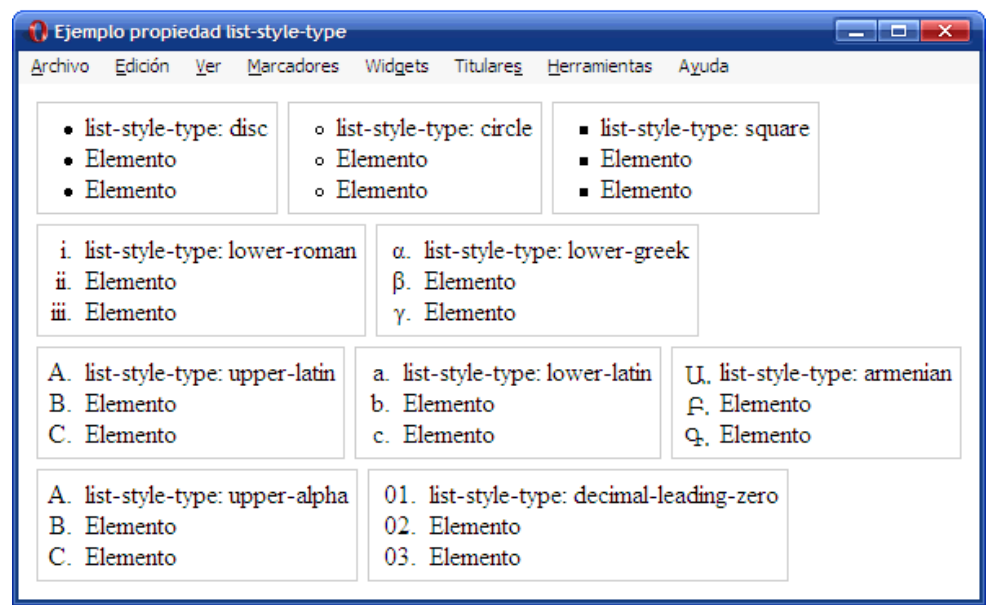 Ejemplo propiedad list-style-type
Archivo Edición Ver Marcadores Widgets Titulares Herramientas Ayuda
• list-style-type: disc
• Elemento
• Elemento
◦ list-style-type: circle
◦ Elemento
◦ Elemento
▪ list-style-type: square
▪ Elemento
▪ Elemento
i. list-style-type: lower-roman
ii. Elemento
iii. Elemento
α. list-style-type: lower-greek
β. Elemento
γ. Elemento
A. list-style-type: upper-latin
B. Elemento
C. Elemento
a. list-style-type: lower-latin
b. Elemento
c. Elemento
Ա. list-style-type: armenian
Բ. Elemento
Գ. Elemento
A. list-style-type: upper-alpha
B. Elemento
C. Elemento
01. list-style-type: decimal-leading-zero
02. Elemento
03. Elemento